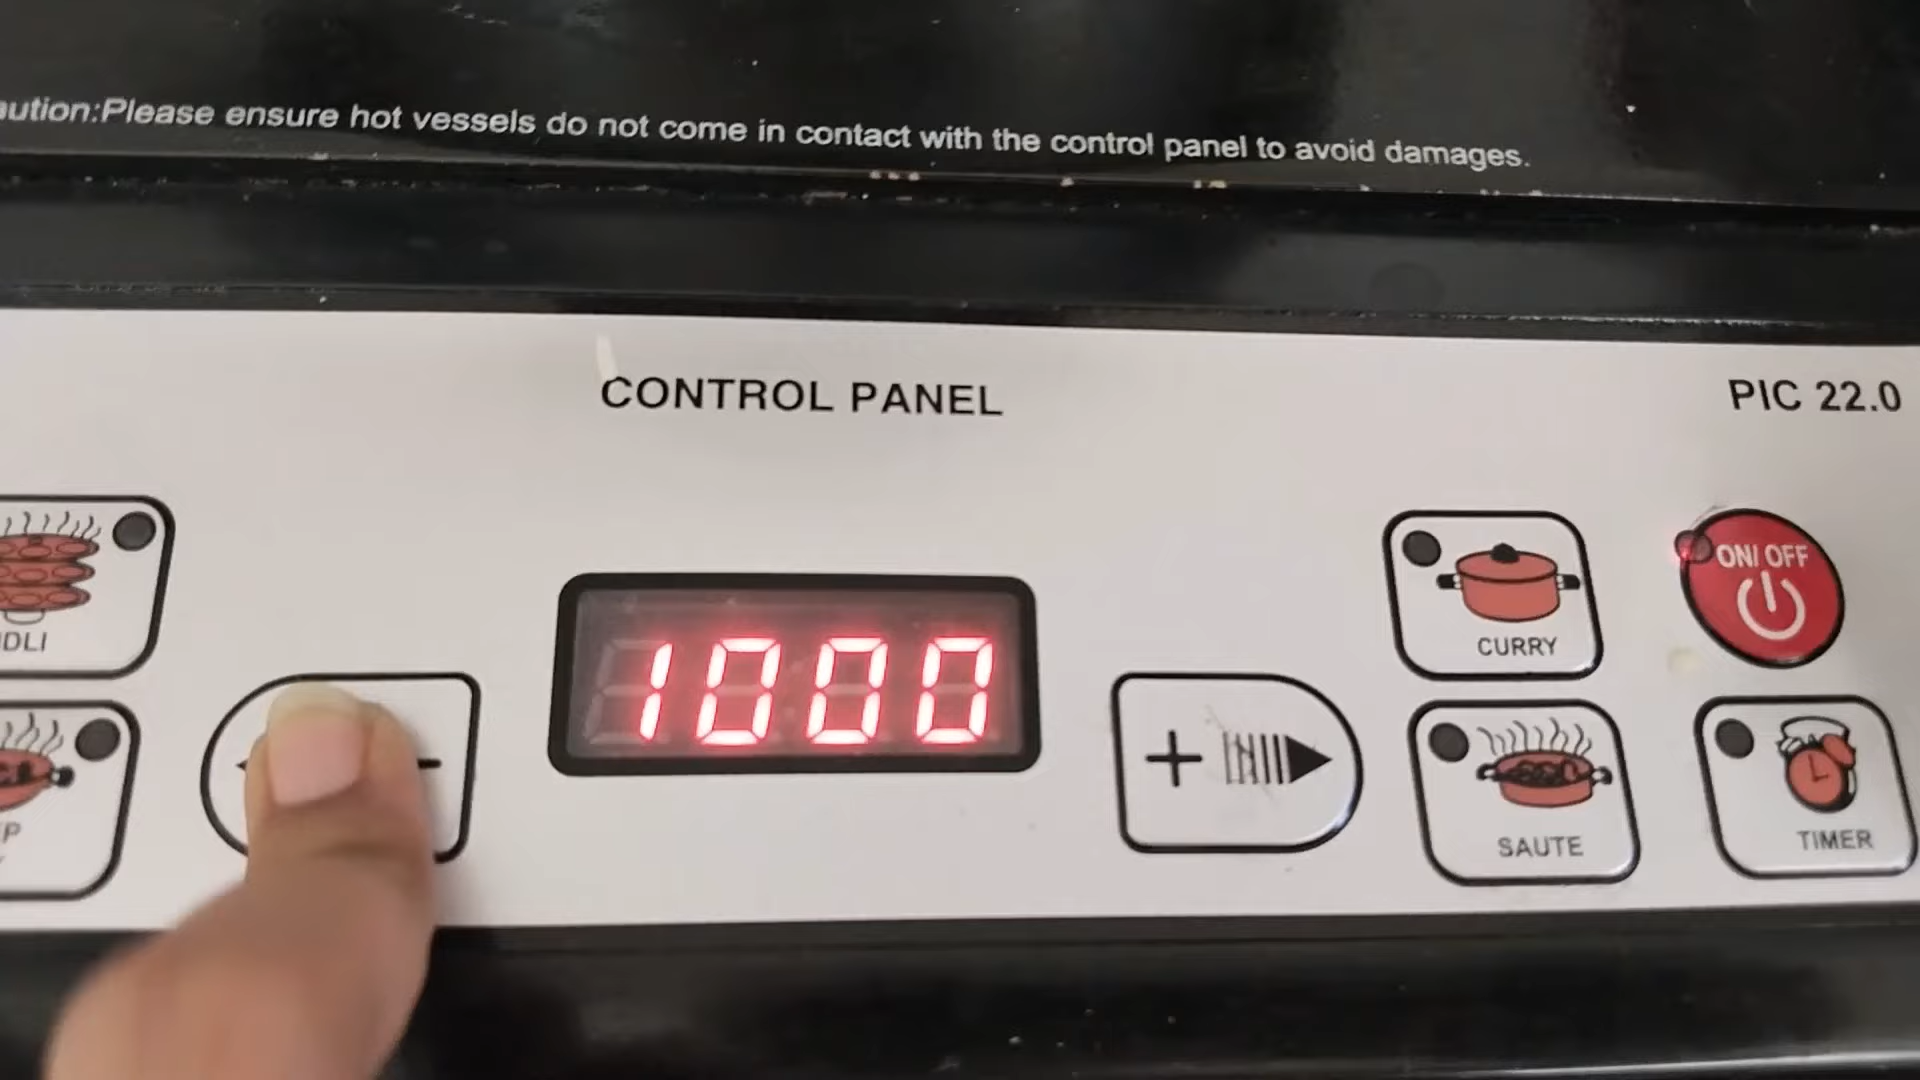 aution:Please ensure hot vessels do not come in contact with the control panel to avoid damages.
CONTROL PANEL
PIC 22.0
DLI
1000
+
-
CURRY
ON/ OFF
P
SAUTE
TIMER